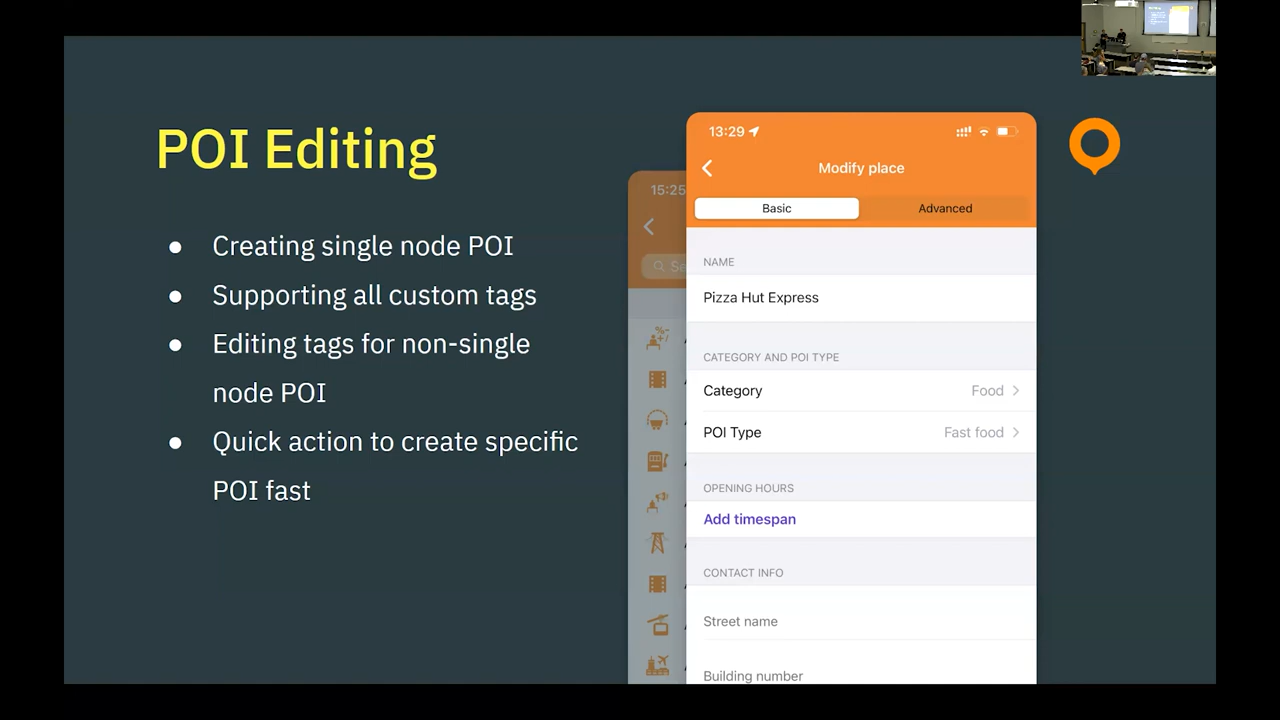 POI Editing
● Creating single node POI
● Supporting all custom tags
● Editing tags for non-single
node POI
● Quick action to create specific
POI fast
15:25
Se
13:29
Modify place
Basic
Advanced
NAME
Pizza Hut Express
CATEGORY AND POI TYPE
Category Food
POI Type Fast food
OPENING HOURS
Add timespan
CONTACT INFO
Street name
Building number